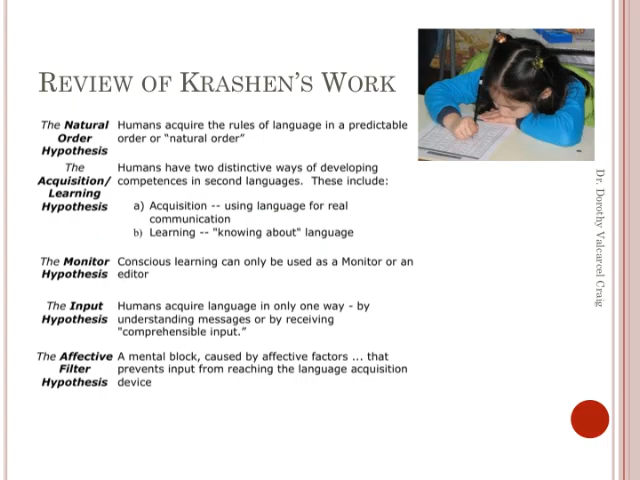 REVIEW OF KRASHEN'S WORK
The Natural Order Hypothesis
Humans acquire the rules of language in a predictable
order or “natural order”
The Acquisition/ Learning Hypothesis
Humans have two distinctive ways of developing
competences in second languages.  These include:
a) Acquisition -- using language for real
communication
b) Learning -- "knowing about" language
The Monitor Hypothesis
Conscious learning can only be used as a Monitor or an
editor
The Input Hypothesis
Humans acquire language in only one way - by
understanding messages or by receiving
"comprehensible input.”
The Affective Filter Hypothesis
A mental block, caused by affective factors ... that
prevents input from reaching the language acquisition
device
Dr. Dorothy Valcarcel Craig